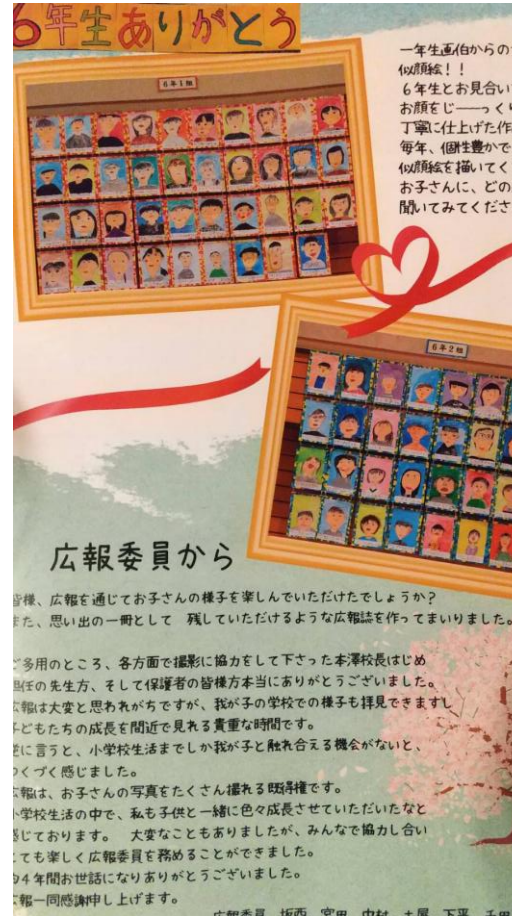 6年生ありがとう
一年生画伯からの
似顔絵!!
6年生とお見合い
お顔をじ――っくり
丁寧に仕上げた作
毎年、個性豊かで
似顔絵を描いてく
お子さんに、どの
聞いてみてくださ
6年1組
6年2組
広報委員から
皆様、広報を通じてお子さんの様子を楽しんでいただけたでしょうか?
また、思い出の一冊として 残していただけるような広報誌を作ってまいりました。
ご多用のところ、各方面で撮影に協力をして下さった本澤校長はじめ
担任の先生方、そして保護者の皆様方本当にありがとうございました。
広報は大変と思われがちですが、我が子の学校での様子も拝見できますし
子どもたちの成長を間近で見れる貴重な時間です。
逆に言うと、小学校生活までしか我が子と触れ合える機会がないと、
つくづく感じました。
広報は、お子さんの写真をたくさん撮れる既得権です。
小学校生活の中で、私も子供と一緒に色々成長させていただいたなと
感じております。 大変なこともありましたが、みんなで協力し合い
とても楽しく広報委員を務めることができました。
約4年間お世話になりありがとうございました。
広報一同感謝申し上げます。
広報委員 坂西 宮田 中村 土屋 下平 千田